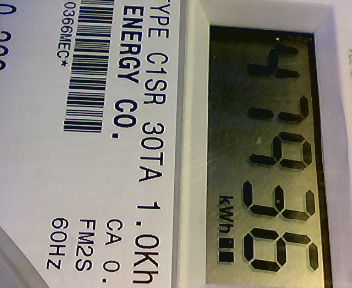 47936
kWh
TYPE C1SR 30TA 1.0Kh
ENERGY CO.
CA 0.
FM2S
60HZ
0366MEC*